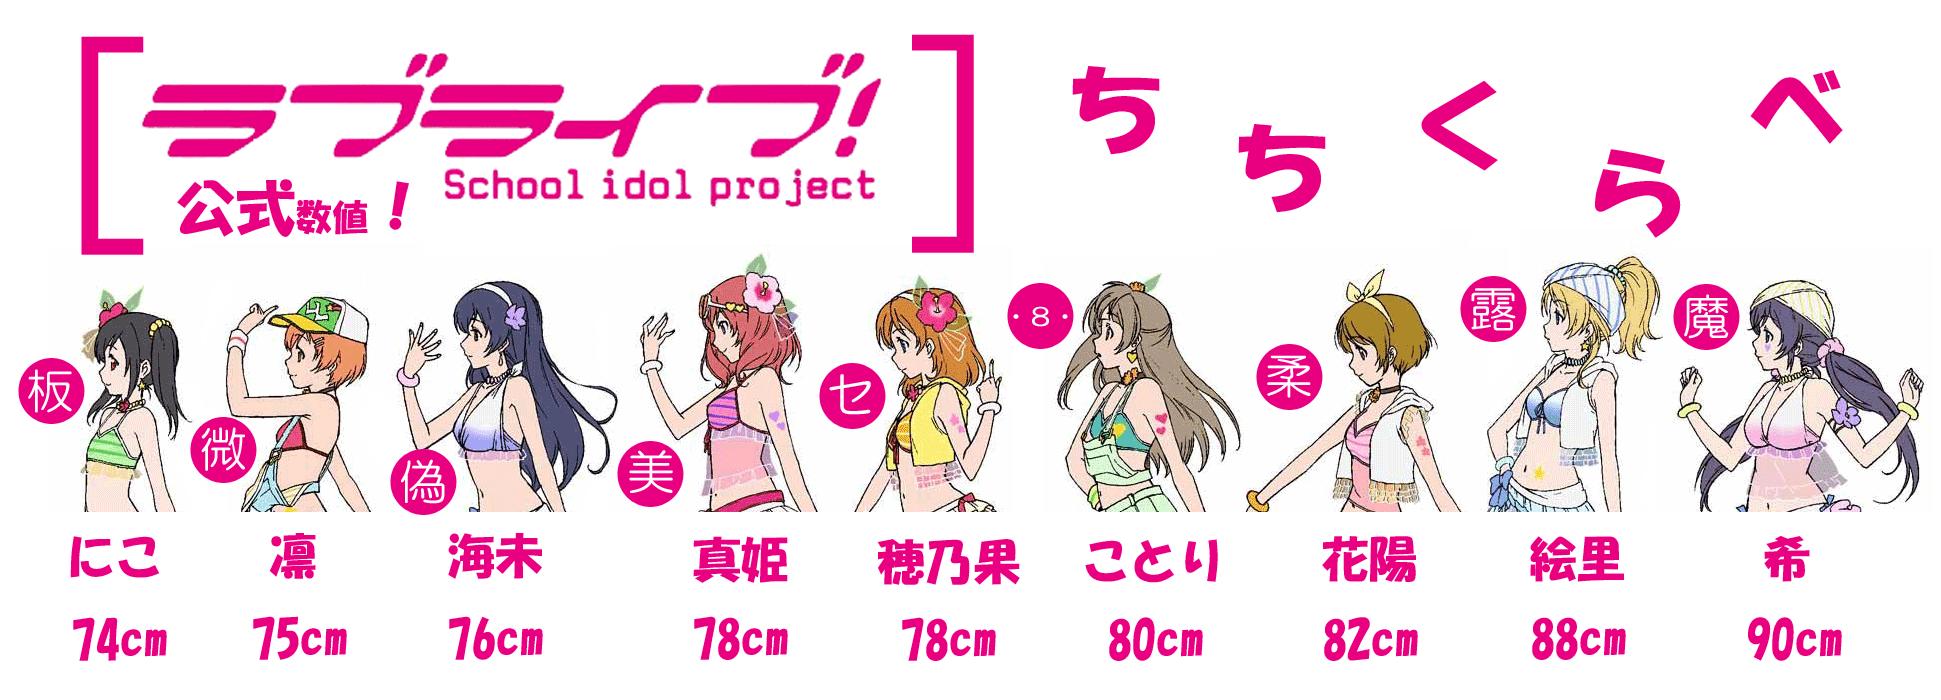 ラブライブ!
School idol project
公式数値!
ちちくらべ
板
微
偽
美
セ
・8・
柔
露
魔
にこ 凛 海未 真姫 穂乃果 ことり 花陽 絵里 希
74cm 75cm 76cm 78cm 78cm 80cm 82cm 88cm 90cm